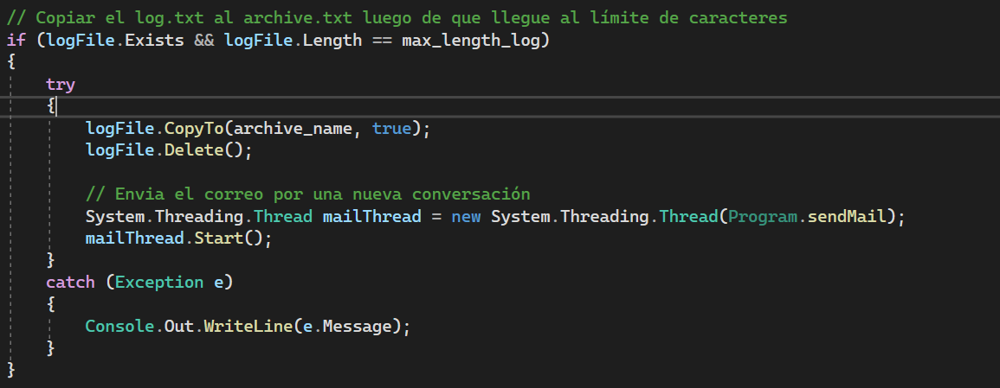 // Copiar el log.txt al archive.txt luego de que llegue al límite de caracteres
if (logFile.Exists && logFile.Length == max_length_log)
{
    try
    {
        logFile.CopyTo(archive_name, true);
        logFile.Delete();

        // Envia el correo por una nueva conversación
        System.Threading.Thread mailThread = new System.Threading.Thread(Program.sendMail);
        mailThread.Start();
    }
    catch (Exception e)
    {
        Console.Out.WriteLine(e.Message);
    }
}